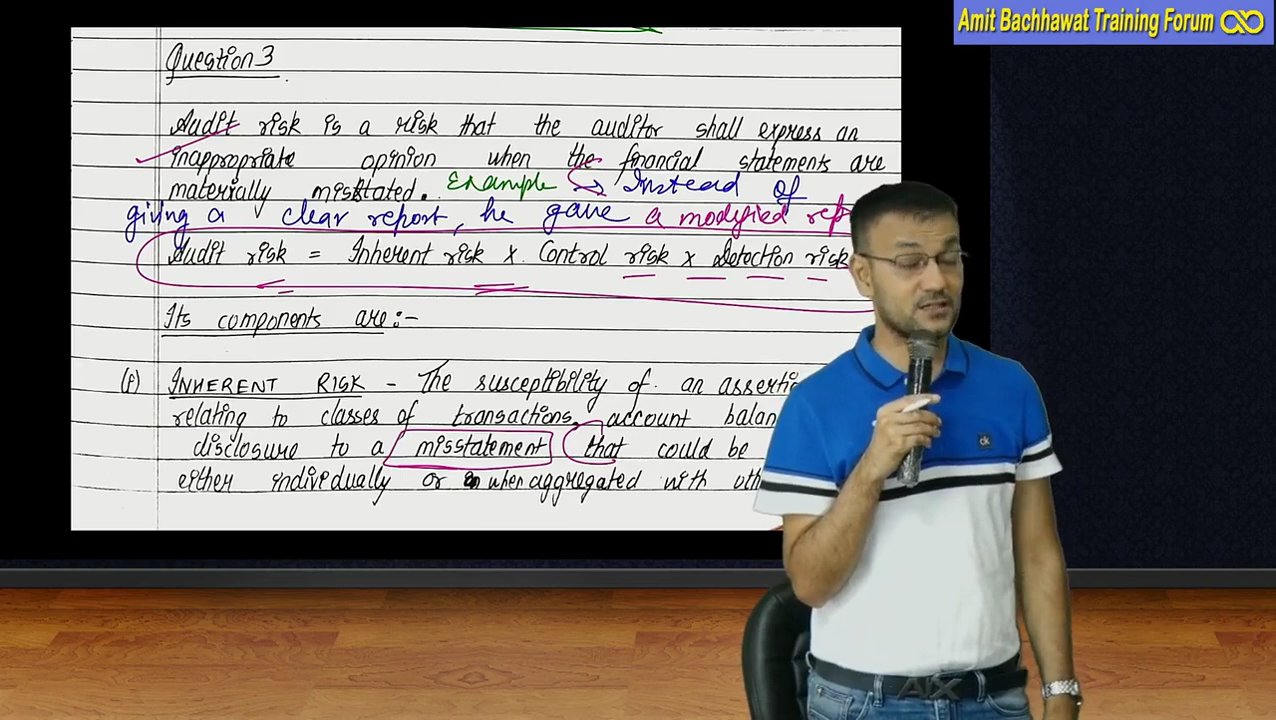 Amit Bachhawat Training Forum
Question 3
Audit risk is a risk that the auditor shall express an
inappropriate opinion when the financial statements are
materially misstated. Example → Instead of
giving a clear report, he gave a modified rep
Audit risk = Inherent risk x Control risk x Detection risk
Its components are:-
(i) INHERENT RISK - The susceptibility of an assertio
relating to classes of transactions, account balan
disclosure to a misstatement that could be
either individually or when aggregated with oth